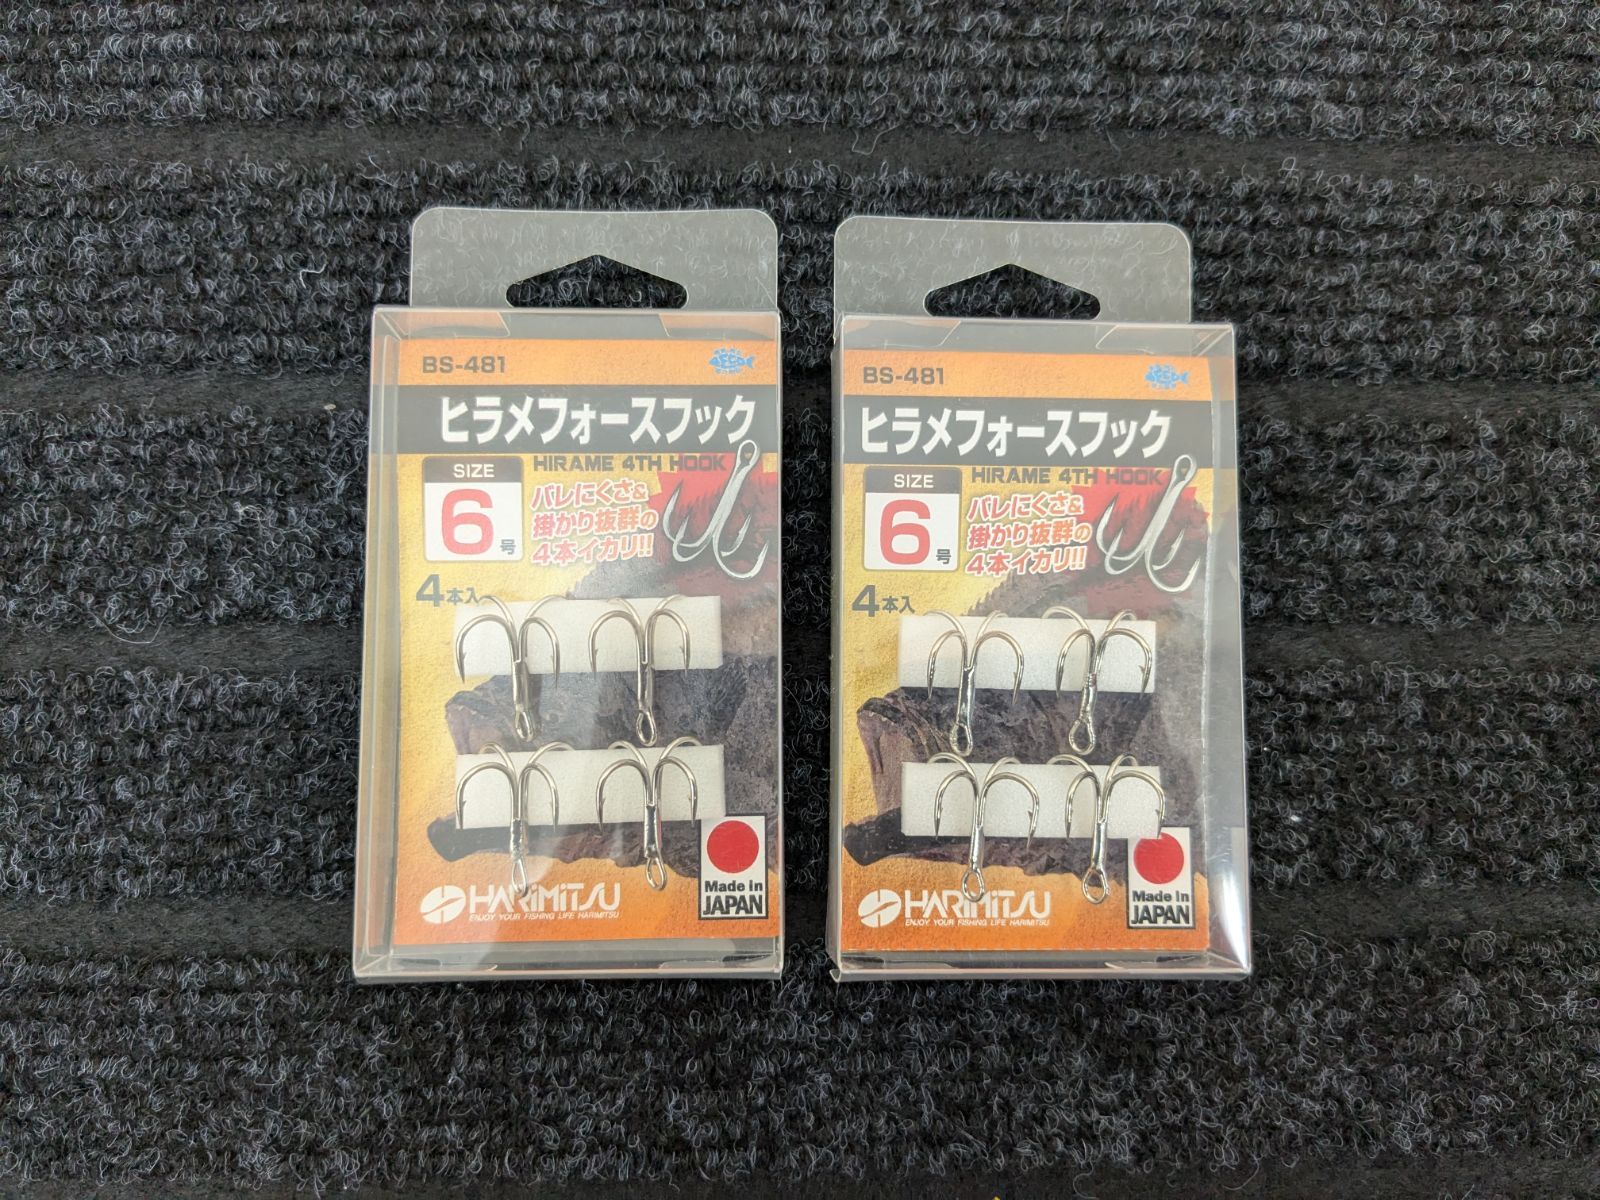 BS-481
ヒラメフォースフック
HIRAME 4TH HOOK
SIZE
6号
バレにくさ&
掛かり抜群の
4本イカリ!!
4本入
HARiMiTSU
ENJOY YOUR FISHING LIFE HARIMITSU
Made in
JAPAN
BS-481
ヒラメフォースフック
HIRAME 4TH HOOK
SIZE
6号
バレにくさ&
掛かり抜群の
4本イカリ!!
4本入
HARiMiTSU
ENJOY YOUR FISHING LIFE HARIMITSU
Made in
JAPAN